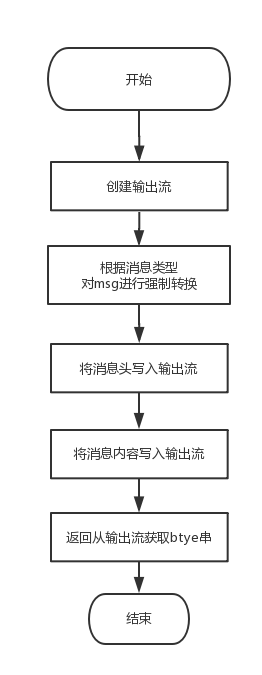 开始
创建输出流
根据消息类型
对msg进行强制转换
将消息头写入输出流
将消息内容写入输出流
返回从输出流获取btye串
结束